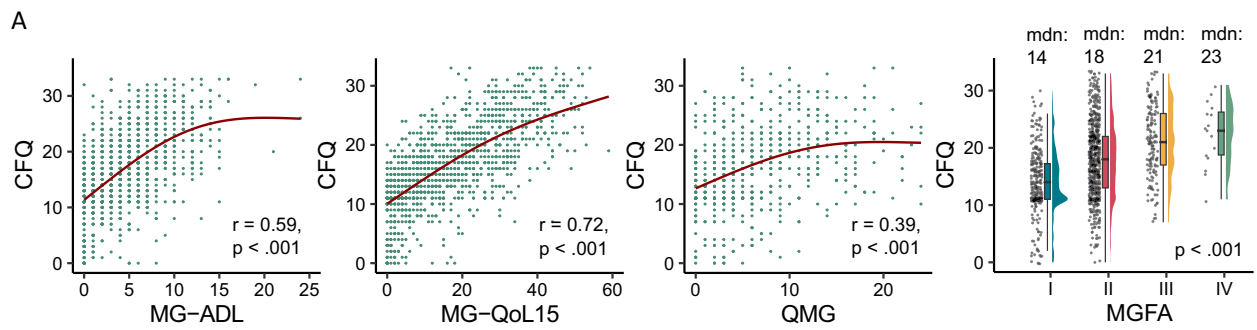 A
CFQ
30
20
10
0
r = 0.59,
p < .001
0 5 10 15 20 25
MG−ADL
CFQ
30
20
10
0
r = 0.72,
p < .001
0 20 40 60
MG−QoL15
CFQ
30
20
10
0
r = 0.39,
p < .001
0 10 20
QMG
mdn: mdn: mdn: mdn:
14 18 21 23
CFQ
30
20
10
0
p < .001
I II III IV
MGFA